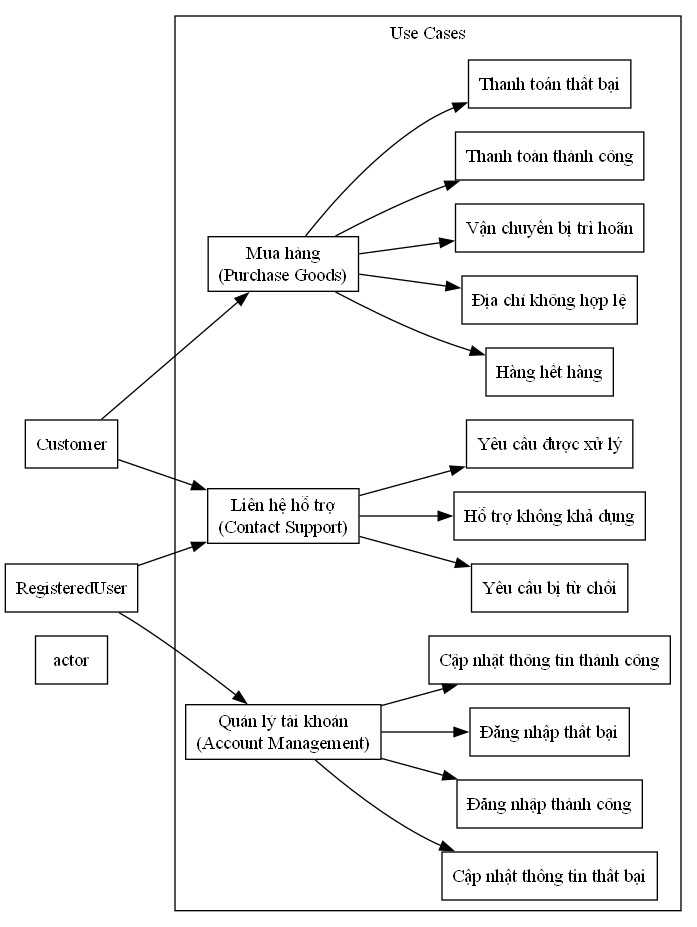 Use Cases
Thanh toán thất bại
Thanh toán thành công
Vận chuyển bị trì hoãn
Mua hàng
(Purchase Goods)
Địa chỉ không hợp lệ
Hàng hết hàng
Customer
Yêu cầu được xử lý
Liên hệ hỗ trợ
(Contact Support)
Hỗ trợ không khả dụng
RegisteredUser
Yêu cầu bị từ chối
actor
Cập nhật thông tin thành công
Quản lý tài khoản
(Account Management)
Đăng nhập thất bại
Đăng nhập thành công
Cập nhật thông tin thất bại